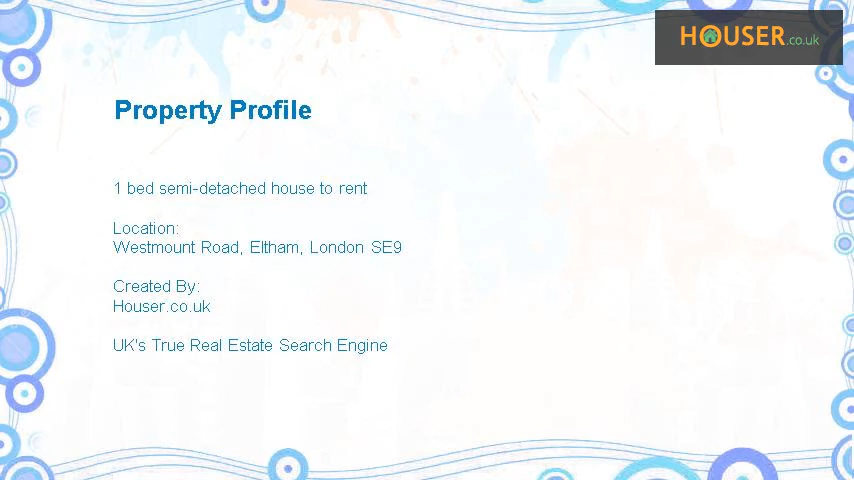 HOUSER.co.uk
Property Profile
1 bed semi-detached house to rent
Location:
Westmount Road, Eltham, London SE9
Created By:
Houser.co.uk
UK's True Real Estate Search Engine